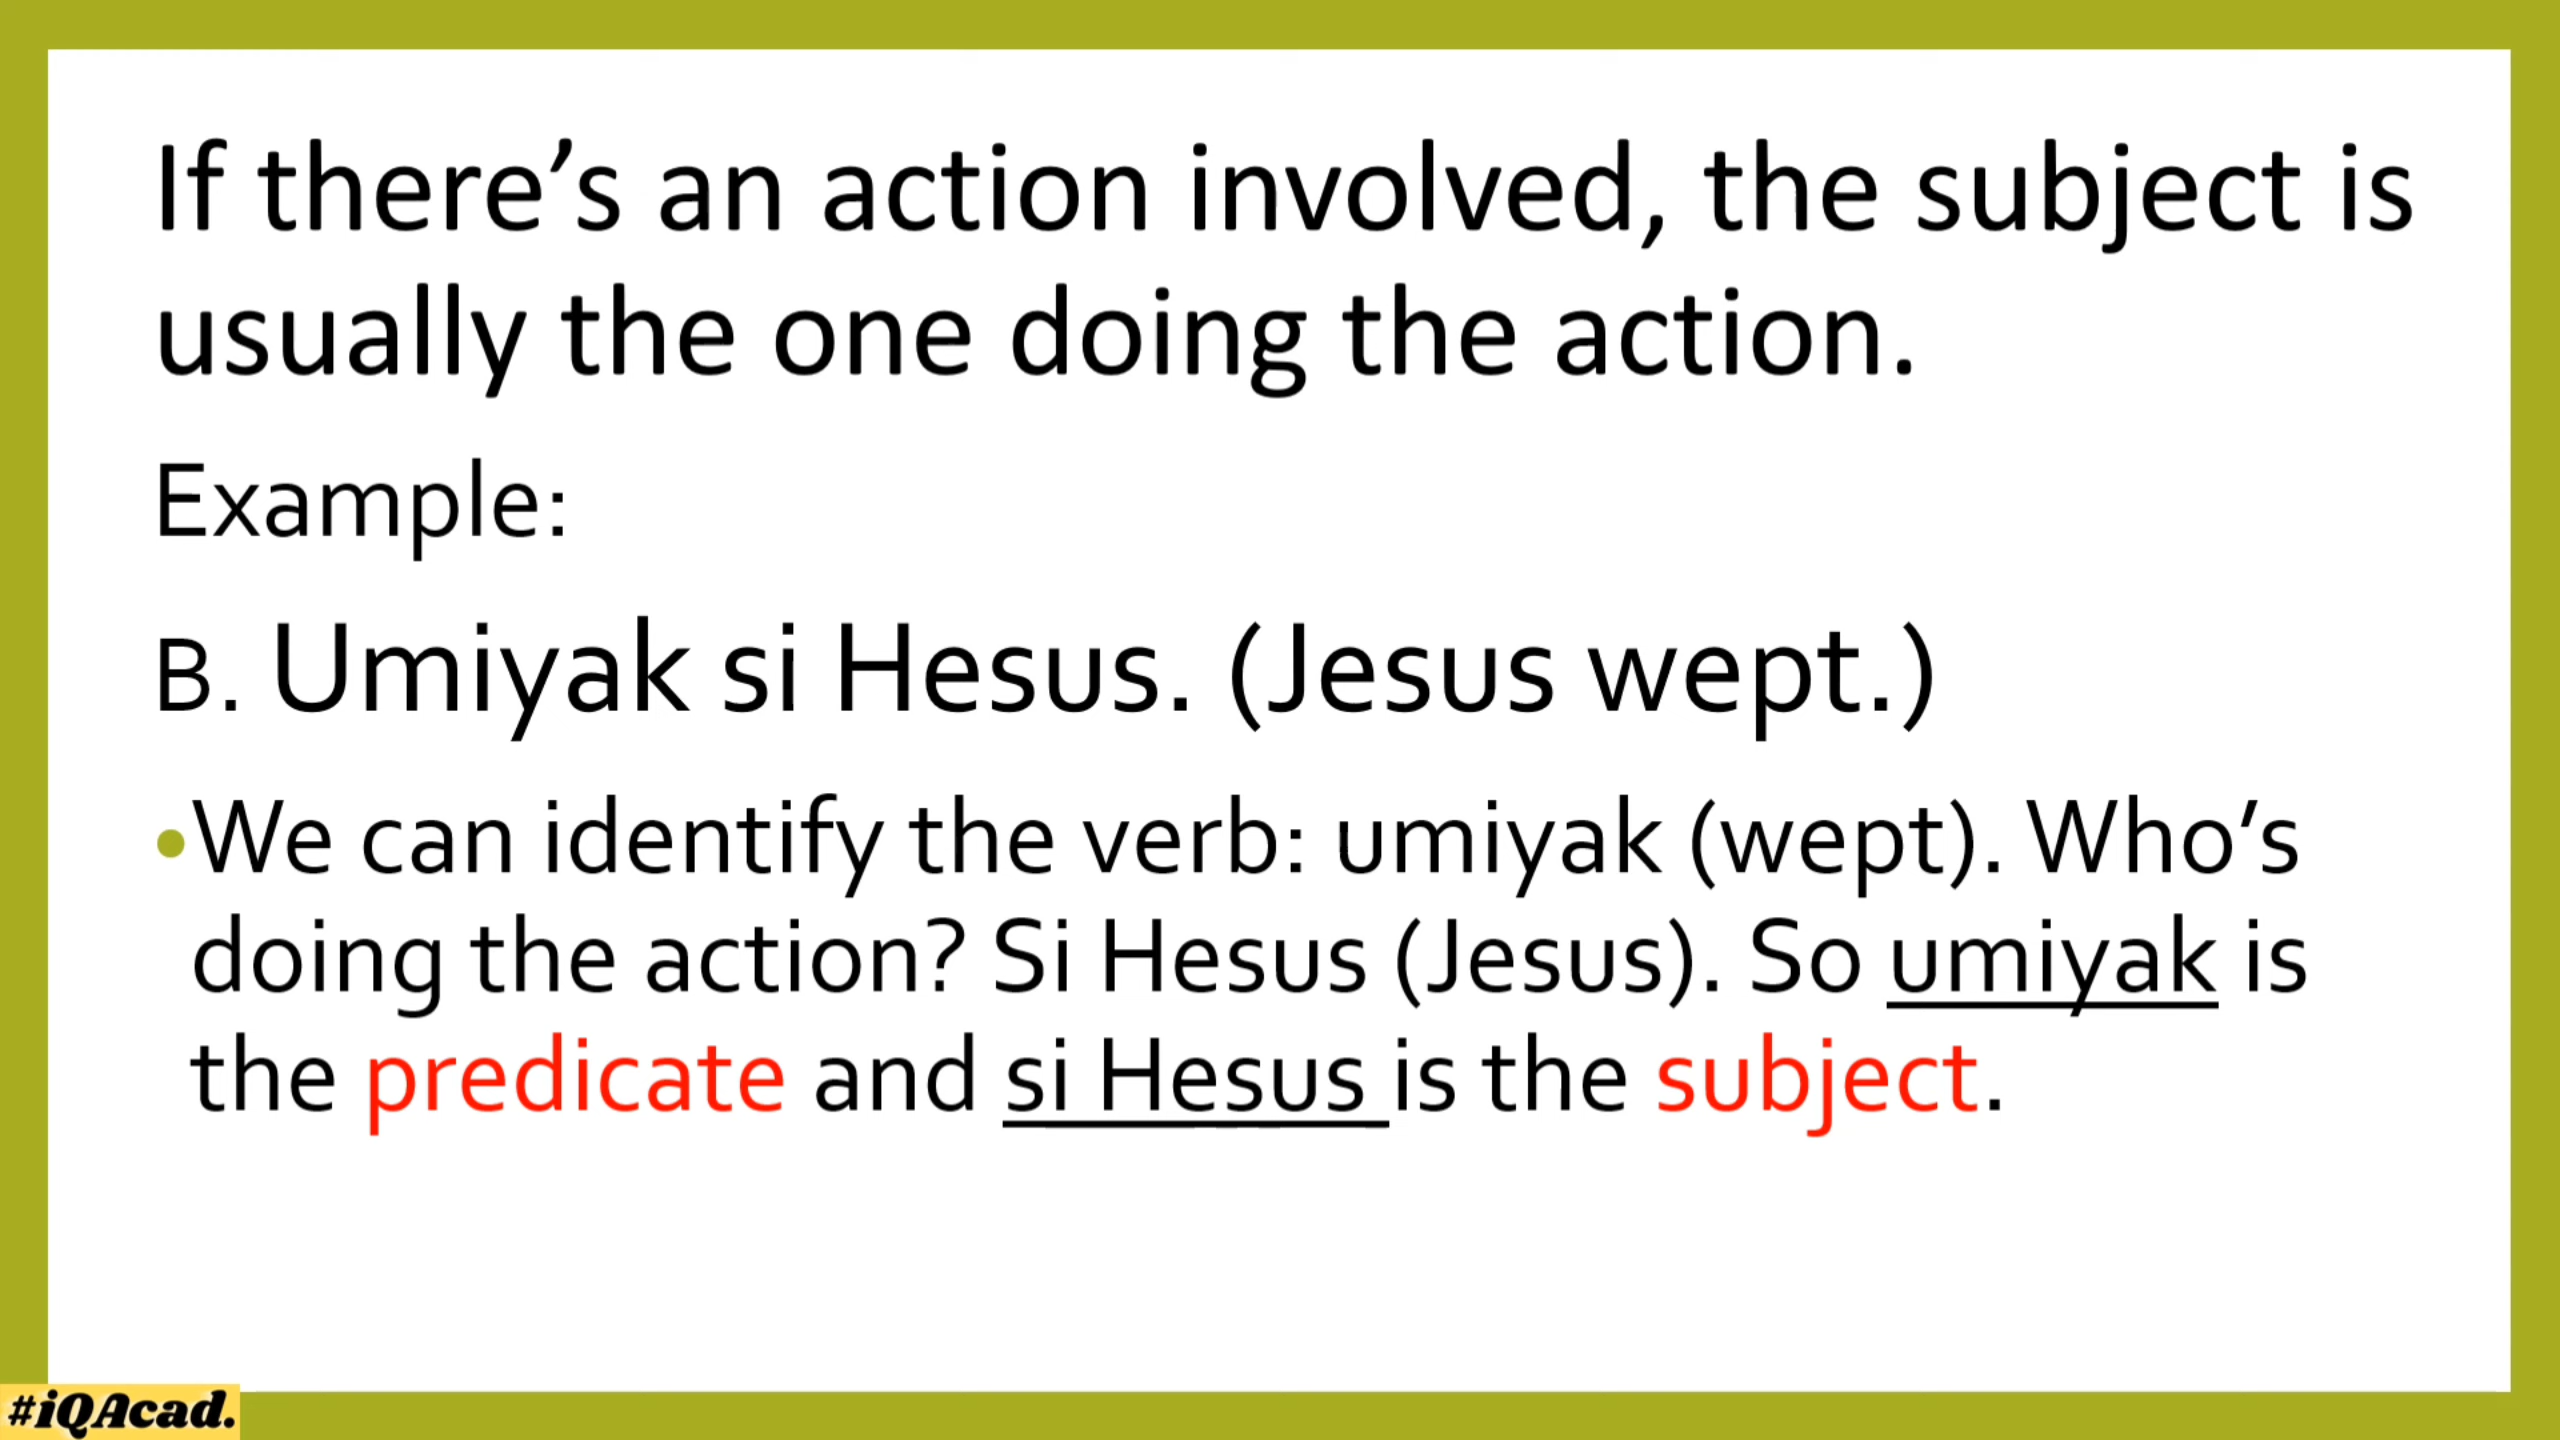 If there’s an action involved, the subject is
usually the one doing the action.
Example:
B. Umiyak si Hesus. (Jesus wept.)
•We can identify the verb: umiyak (wept). Who’s
doing the action? Si Hesus (Jesus). So umiyak is
the predicate and si Hesus is the subject.
#iQAcad.